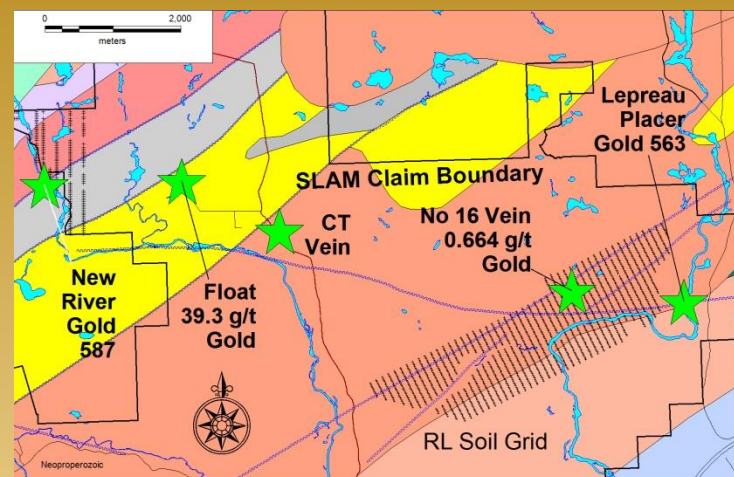 0 2,000
meters
Lepreau
Placer
Gold 563
SLAM Claim Boundary
CT
Vein
No 16 Vein
0.664 g/t
Gold
New
River
Gold
587
Float
39.3 g/t
Gold
RL Soil Grid
Neoproperozoic